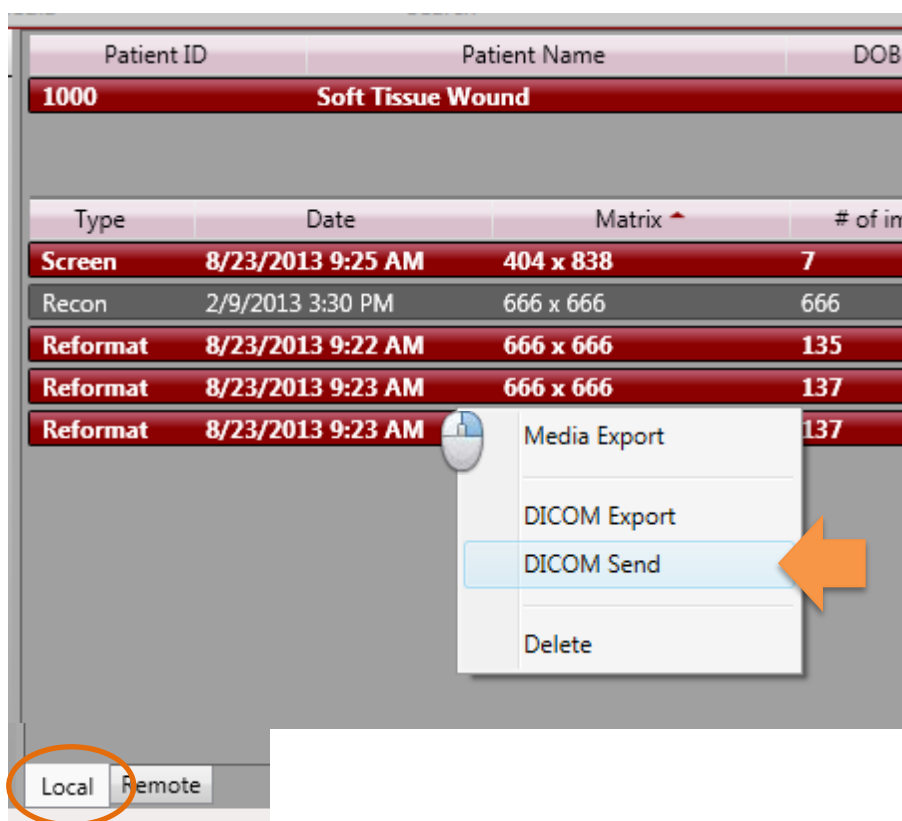 Patient ID Patient Name DOB
1000 Soft Tissue Wound
Type Date Matrix # of im
Screen 8/23/2013 9:25 AM 404 x 838 7
Recon 2/9/2013 3:30 PM 666 x 666 666
Reformat 8/23/2013 9:22 AM 666 x 666 135
Reformat 8/23/2013 9:23 AM 666 x 666 137
Reformat 8/23/2013 9:23 AM 137
Media Export
DICOM Export
DICOM Send
Delete
Local Remote